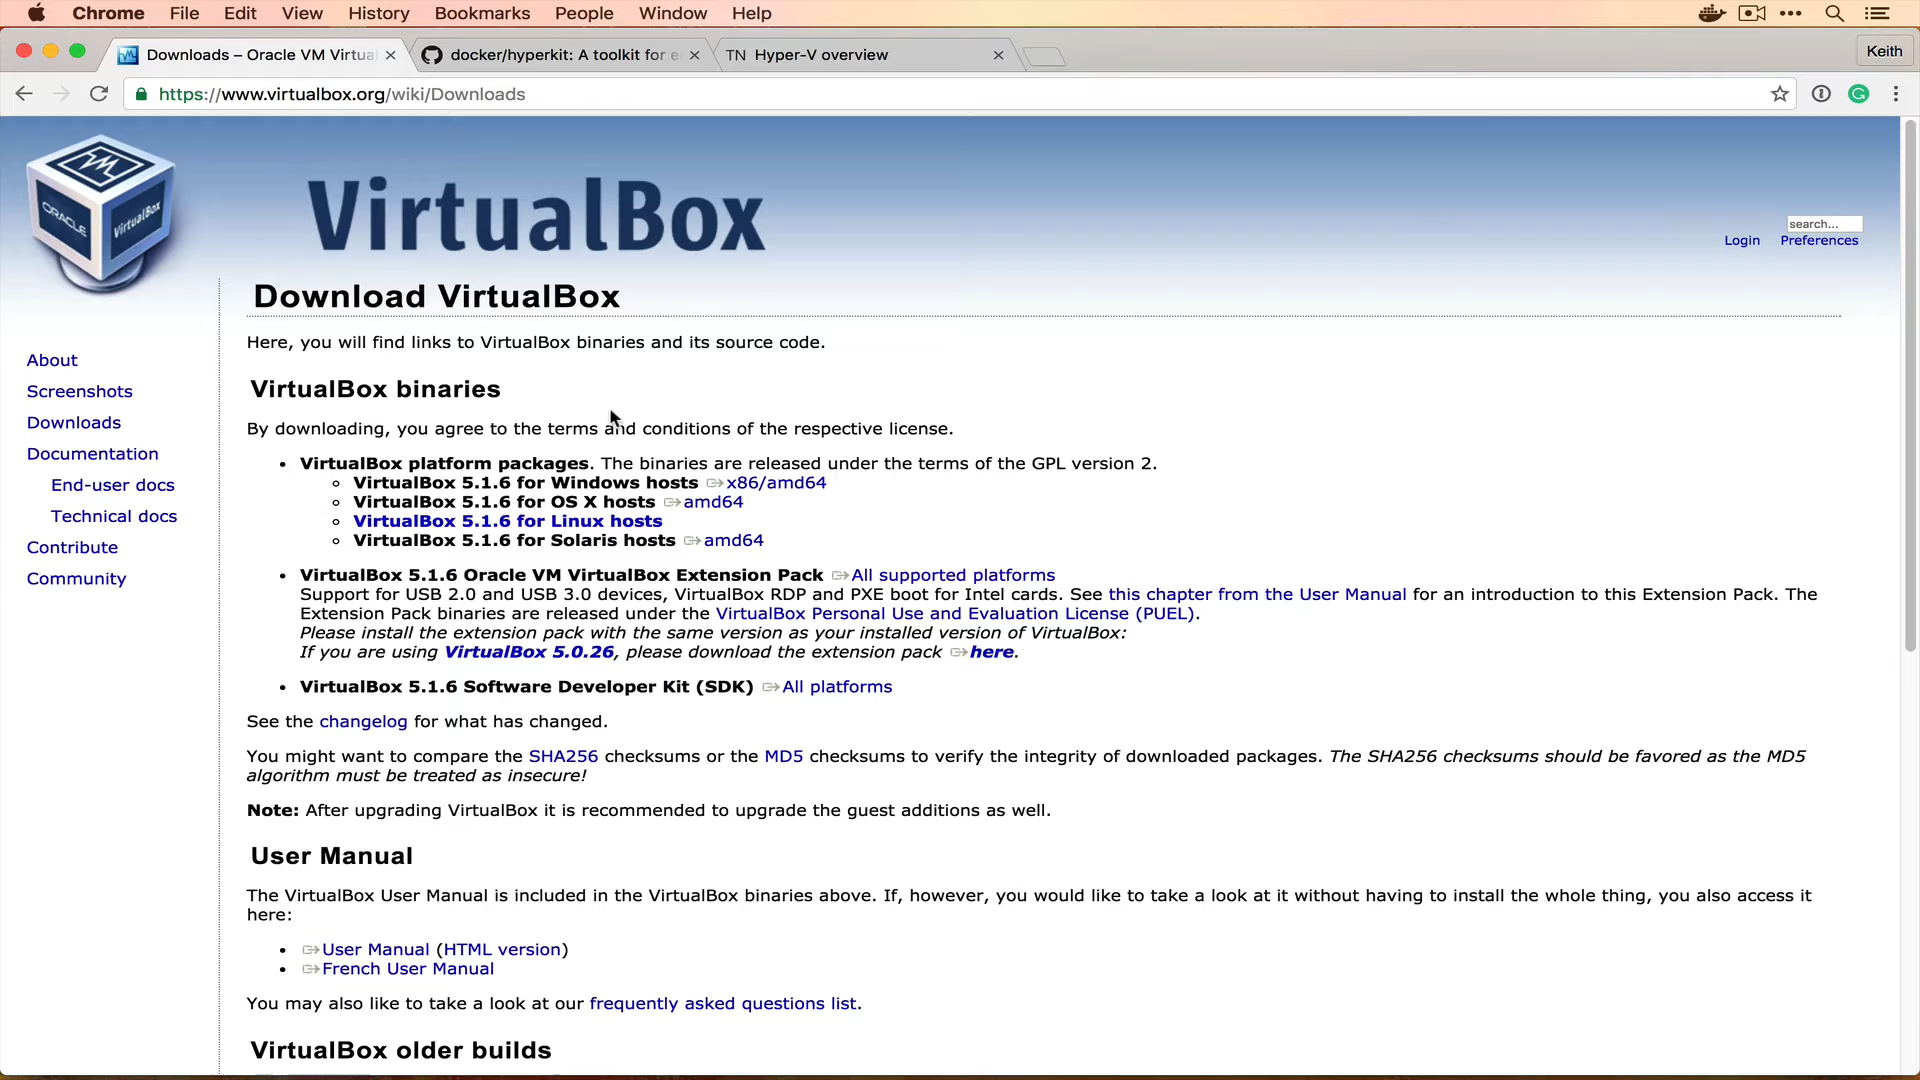 Chrome File Edit View History Bookmarks People Window Help
Downloads – Oracle VM Virtua
docker/hyperkit: A toolkit for e
TN Hyper-V overview
Keith
https://www.virtualbox.org/wiki/Downloads
ORACLE
VirtualBox
VirtualBox
search...
Login Preferences
About
Screenshots
Downloads
Documentation
End-user docs
Technical docs
Contribute
Community
Download VirtualBox
Here, you will find links to VirtualBox binaries and its source code.
VirtualBox binaries
By downloading, you agree to the terms and conditions of the respective license.
VirtualBox platform packages. The binaries are released under the terms of the GPL version 2.
VirtualBox 5.1.6 for Windows hosts x86/amd64
VirtualBox 5.1.6 for OS X hosts amd64
VirtualBox 5.1.6 for Linux hosts
VirtualBox 5.1.6 for Solaris hosts amd64
VirtualBox 5.1.6 Oracle VM VirtualBox Extension Pack All supported platforms
Support for USB 2.0 and USB 3.0 devices, VirtualBox RDP and PXE boot for Intel cards. See this chapter from the User Manual for an introduction to this Extension Pack. The
Extension Pack binaries are released under the VirtualBox Personal Use and Evaluation License (PUEL).
Please install the extension pack with the same version as your installed version of VirtualBox:
If you are using VirtualBox 5.0.26, please download the extension pack here.
VirtualBox 5.1.6 Software Developer Kit (SDK) All platforms
See the changelog for what has changed.
You might want to compare the SHA256 checksums or the MD5 checksums to verify the integrity of downloaded packages. The SHA256 checksums should be favored as the MD5
algorithm must be treated as insecure!
Note: After upgrading VirtualBox it is recommended to upgrade the guest additions as well.
User Manual
The VirtualBox User Manual is included in the VirtualBox binaries above. If, however, you would like to take a look at it without having to install the whole thing, you also access it
here:
User Manual (HTML version)
French User Manual
You may also like to take a look at our frequently asked questions list.
VirtualBox older builds